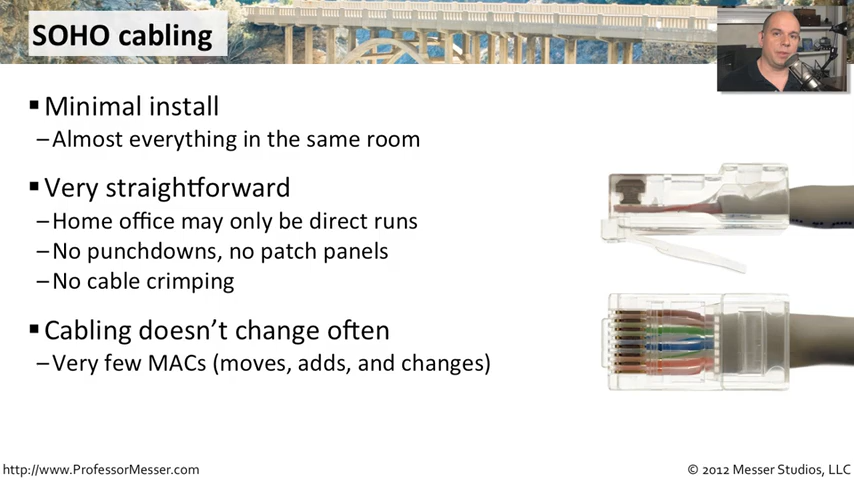 SOHO cabling
▪ Minimal install
– Almost everything in the same room
▪ Very straightforward
– Home office may only be direct runs
– No punchdowns, no patch panels
– No cable crimping
▪ Cabling doesn’t change often
– Very few MACs (moves, adds, and changes)
http://www.ProfessorMesser.com
© 2012 Messer Studios, LLC